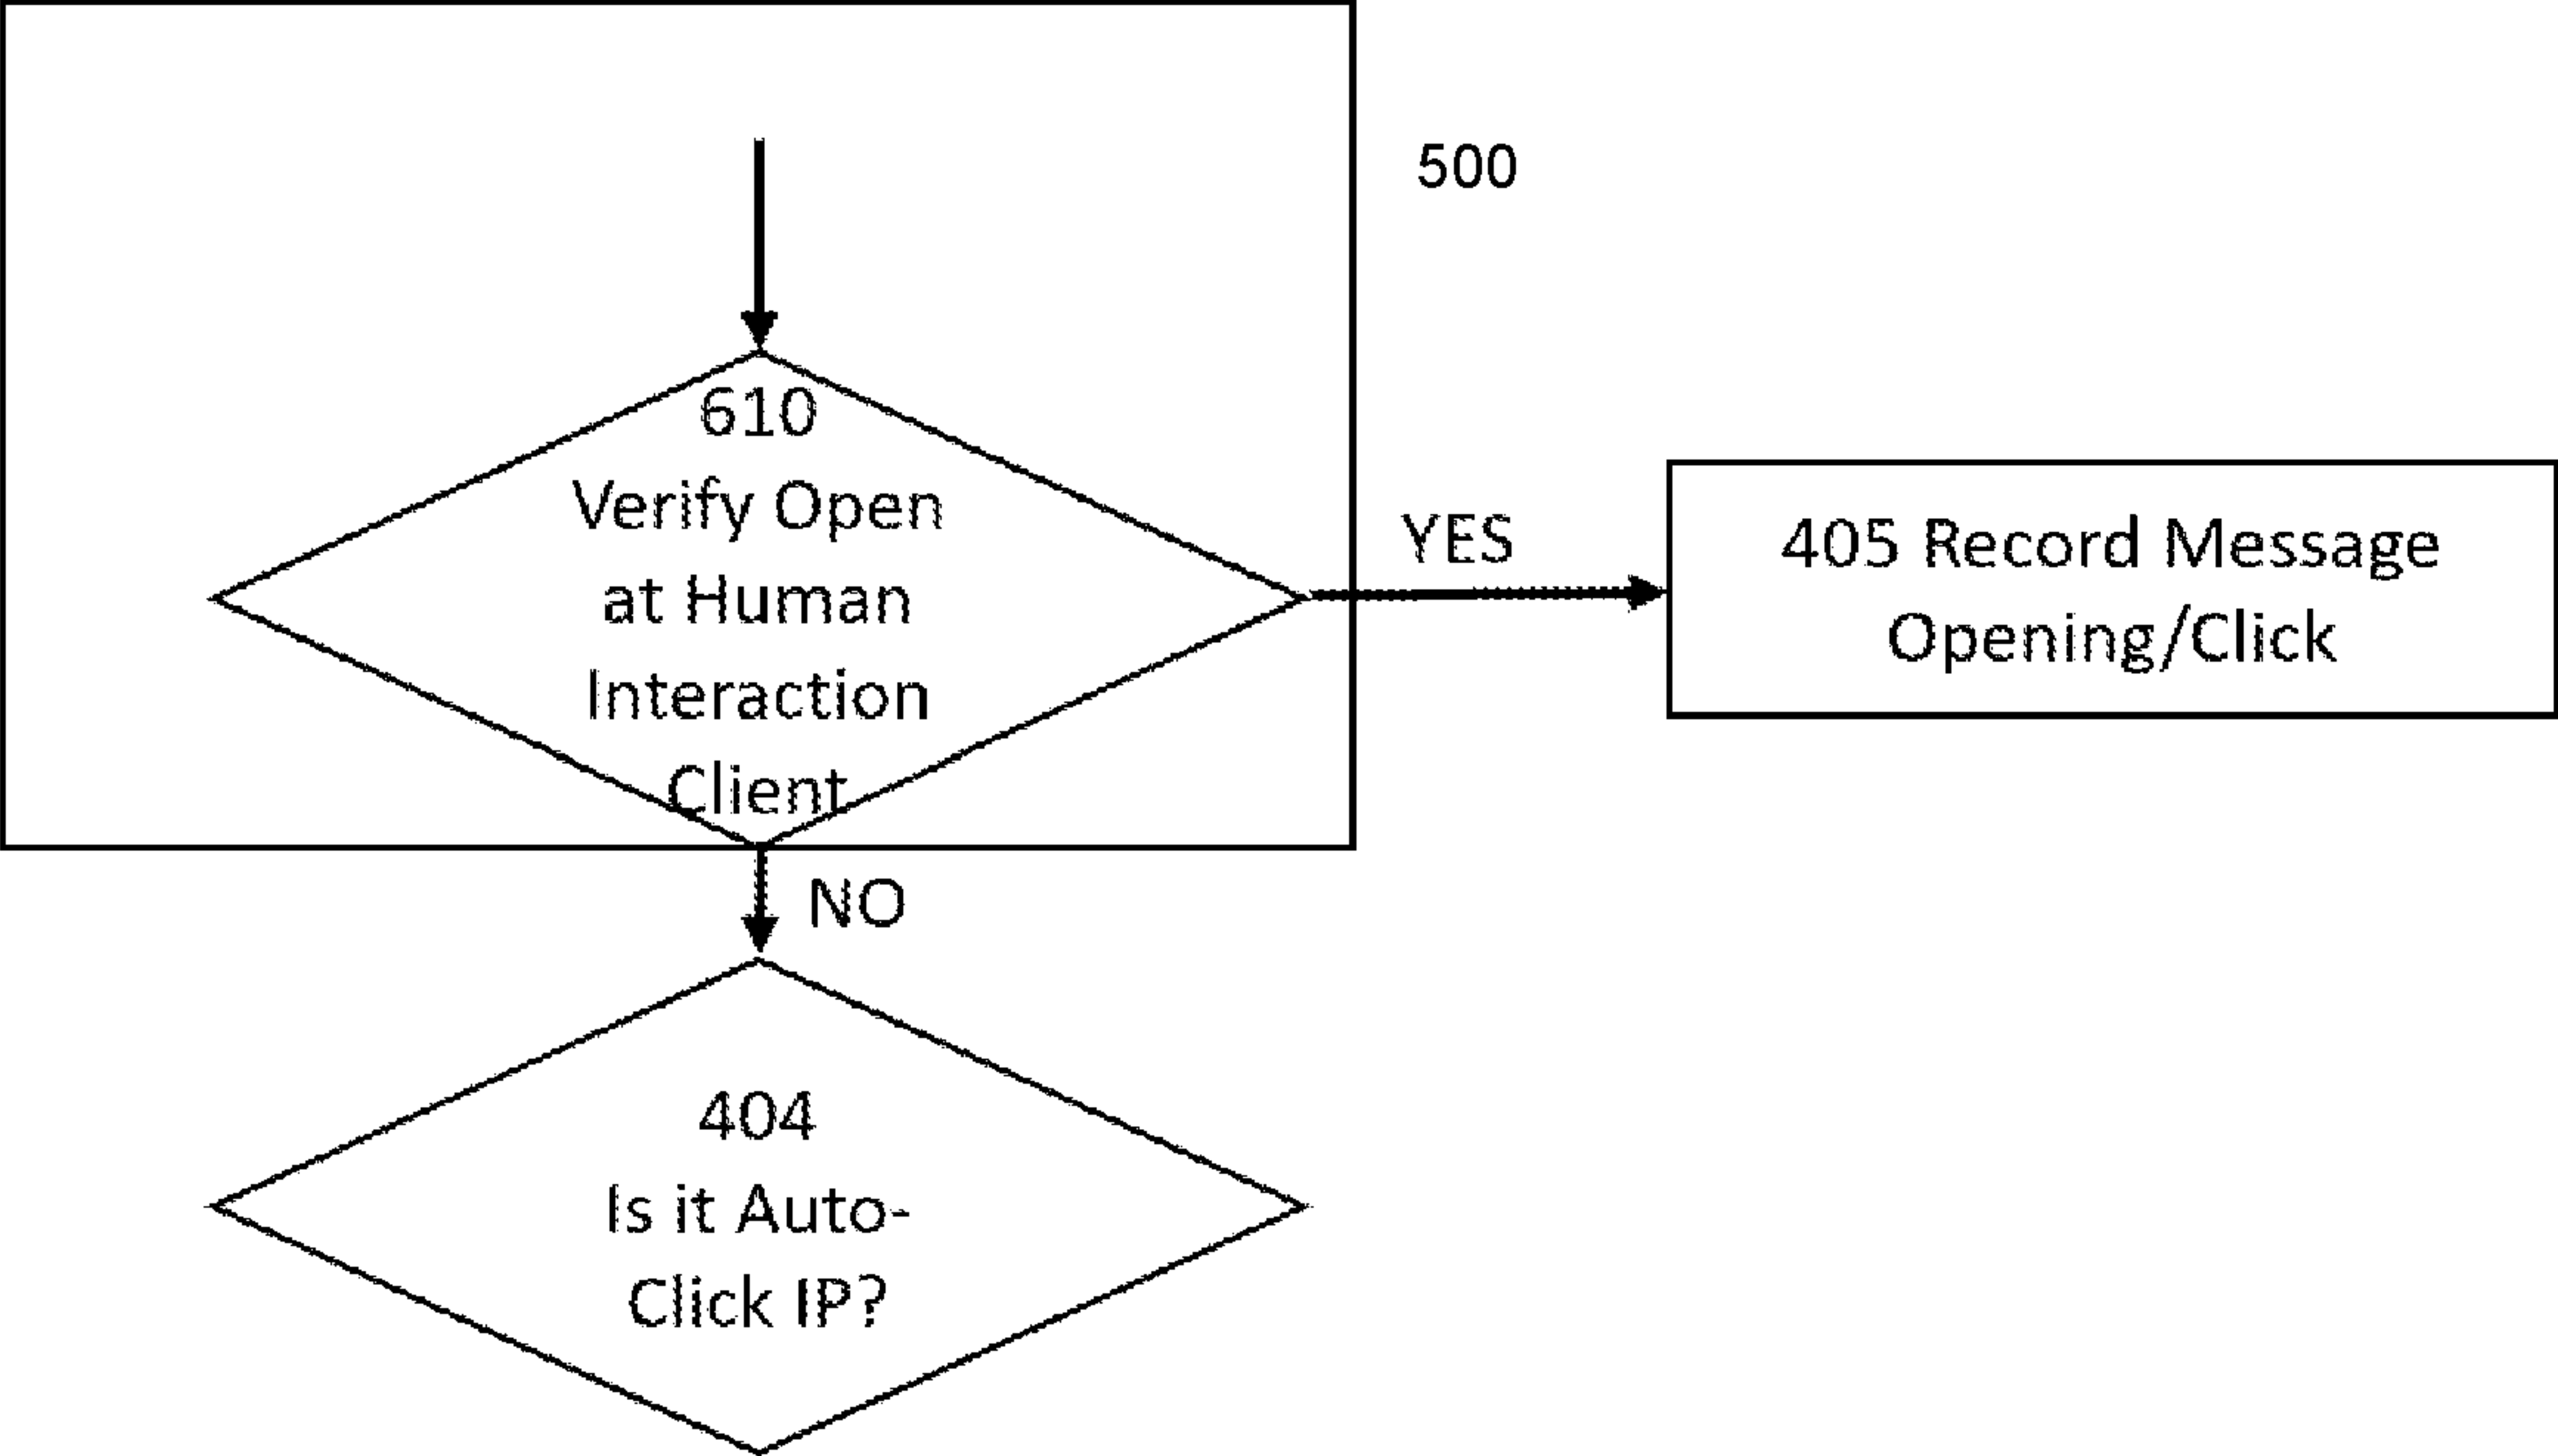 500
610
Verify Open
at Human
Interaction
Client
YES
405 Record Message
Opening/Click
NO
404
Is it Auto-
Click IP?